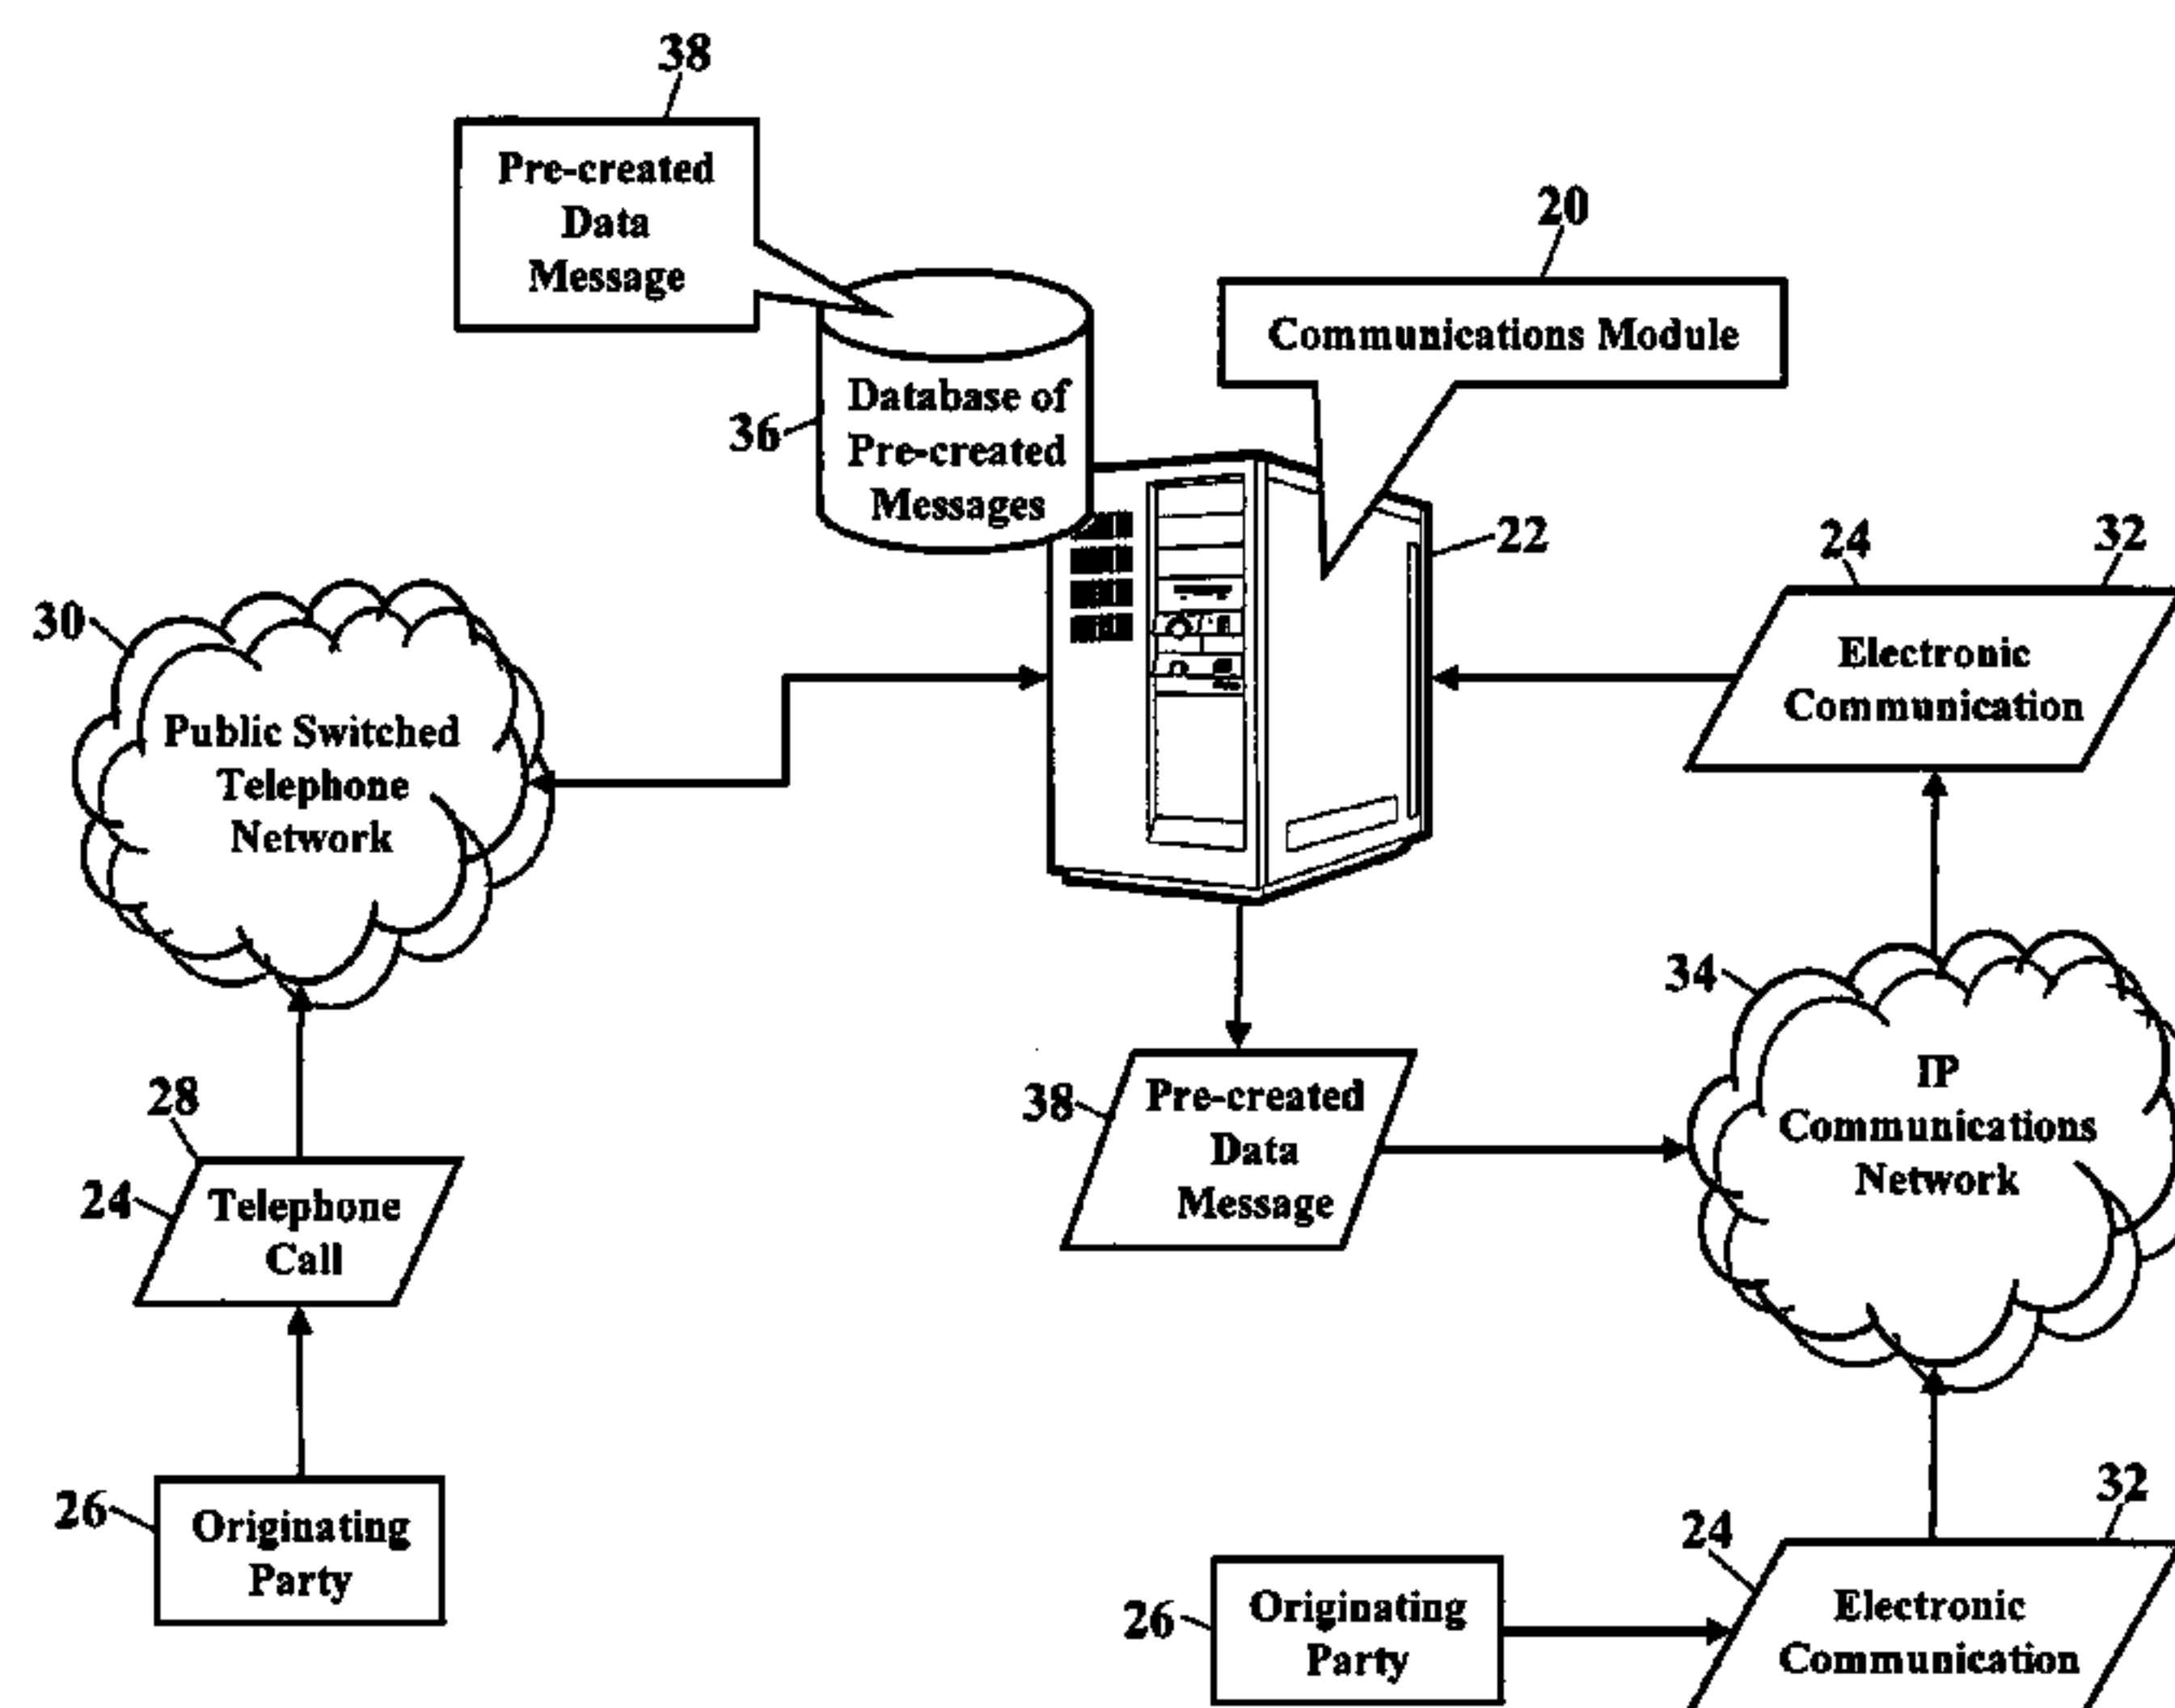 38
Pre-created
Data
Message
20
Communications Module
36
Database of
Pre-created
Messages
22
24
32
Electronic
Communication
30
Public Switched
Telephone
Network
34
IP
Communications
Network
38
Pre-created
Data
Message
28
24
Telephone
Call
26
Originating
Party
26
Originating
Party
24
32
Electronic
Communication